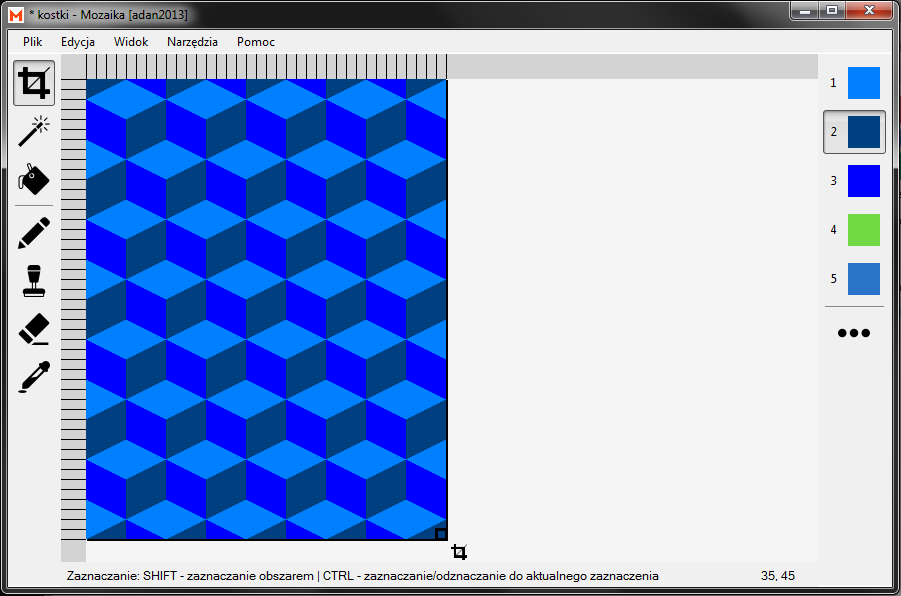 M * kostki - Mozaika [adan2013]
Plik Edycja Widok Narzędzia Pomoc
1
2
3
4
5
Zaznaczanie: SHIFT - zaznaczanie obszarem | CTRL - zaznaczanie/odznaczanie do aktualnego zaznaczenia 35, 45